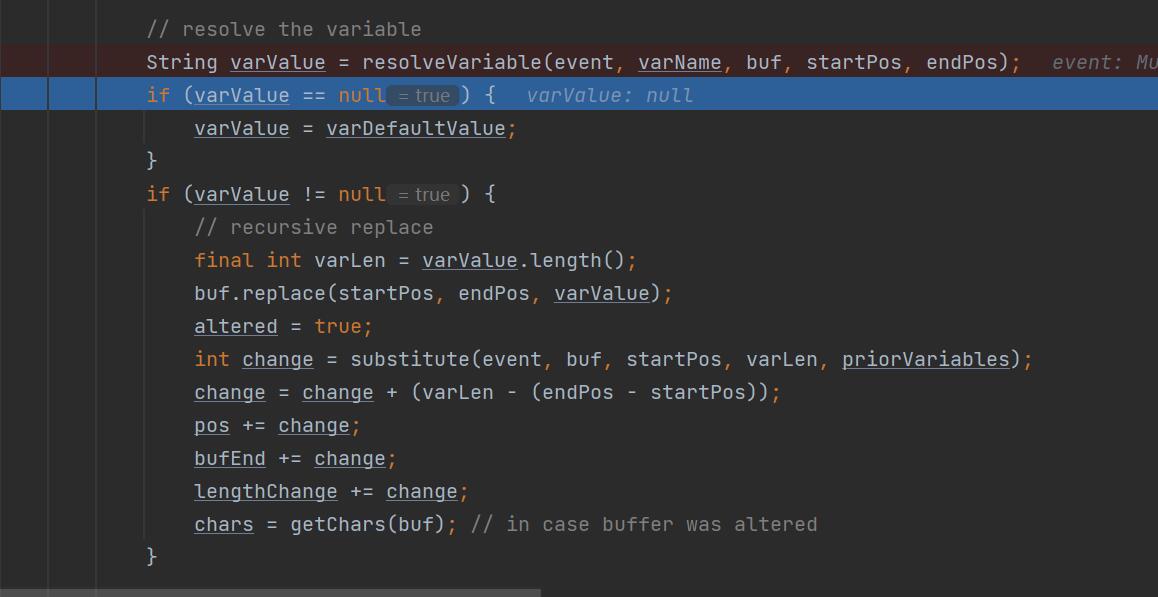 // resolve the variable
String varValue = resolveVariable(event, varName, buf, startPos, endPos); event: Mu
if (varValue == null = true ) { varValue: null
varValue = varDefaultValue;
}
if (varValue != null = true ) {
// recursive replace
final int varLen = varValue.length();
buf.replace(startPos, endPos, varValue);
altered = true;
int change = substitute(event, buf, startPos, varLen, priorVariables);
change = change + (varLen - (endPos - startPos));
pos += change;
bufEnd += change;
lengthChange += change;
chars = getChars(buf); // in case buffer was altered
}